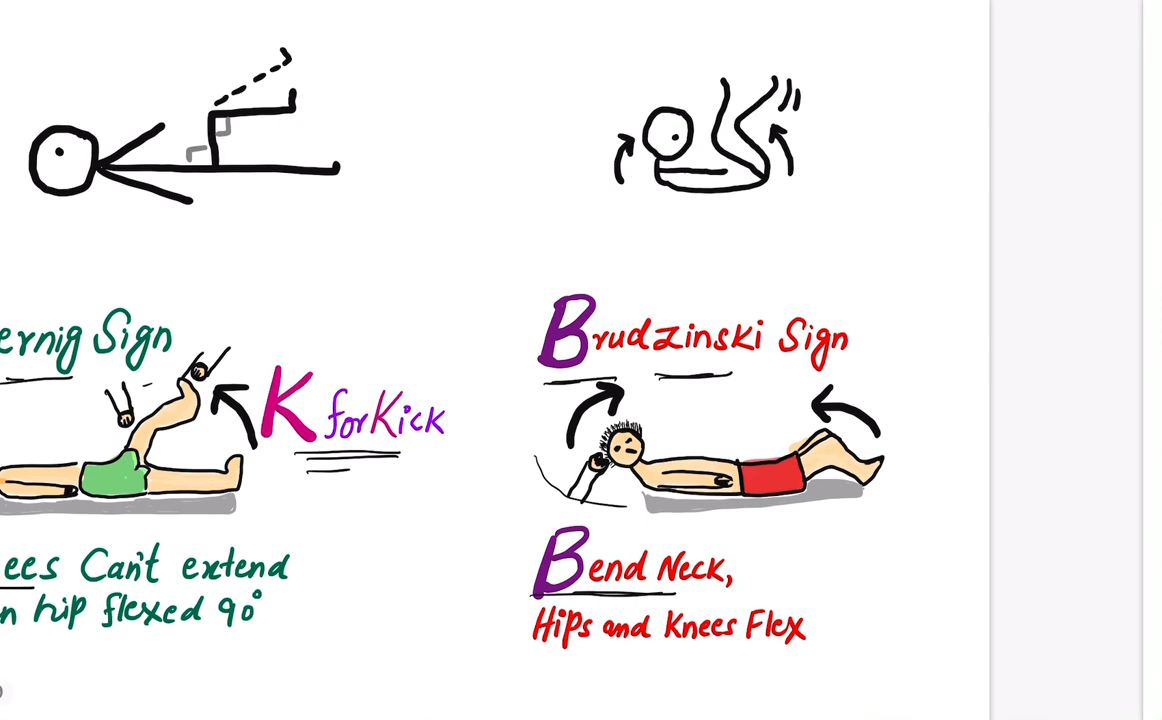 ernig Sign
K for Kick
ees Can't extend
n hip flexed 90°
Brudzinski Sign
Bend Neck,
Hips and Knees Flex